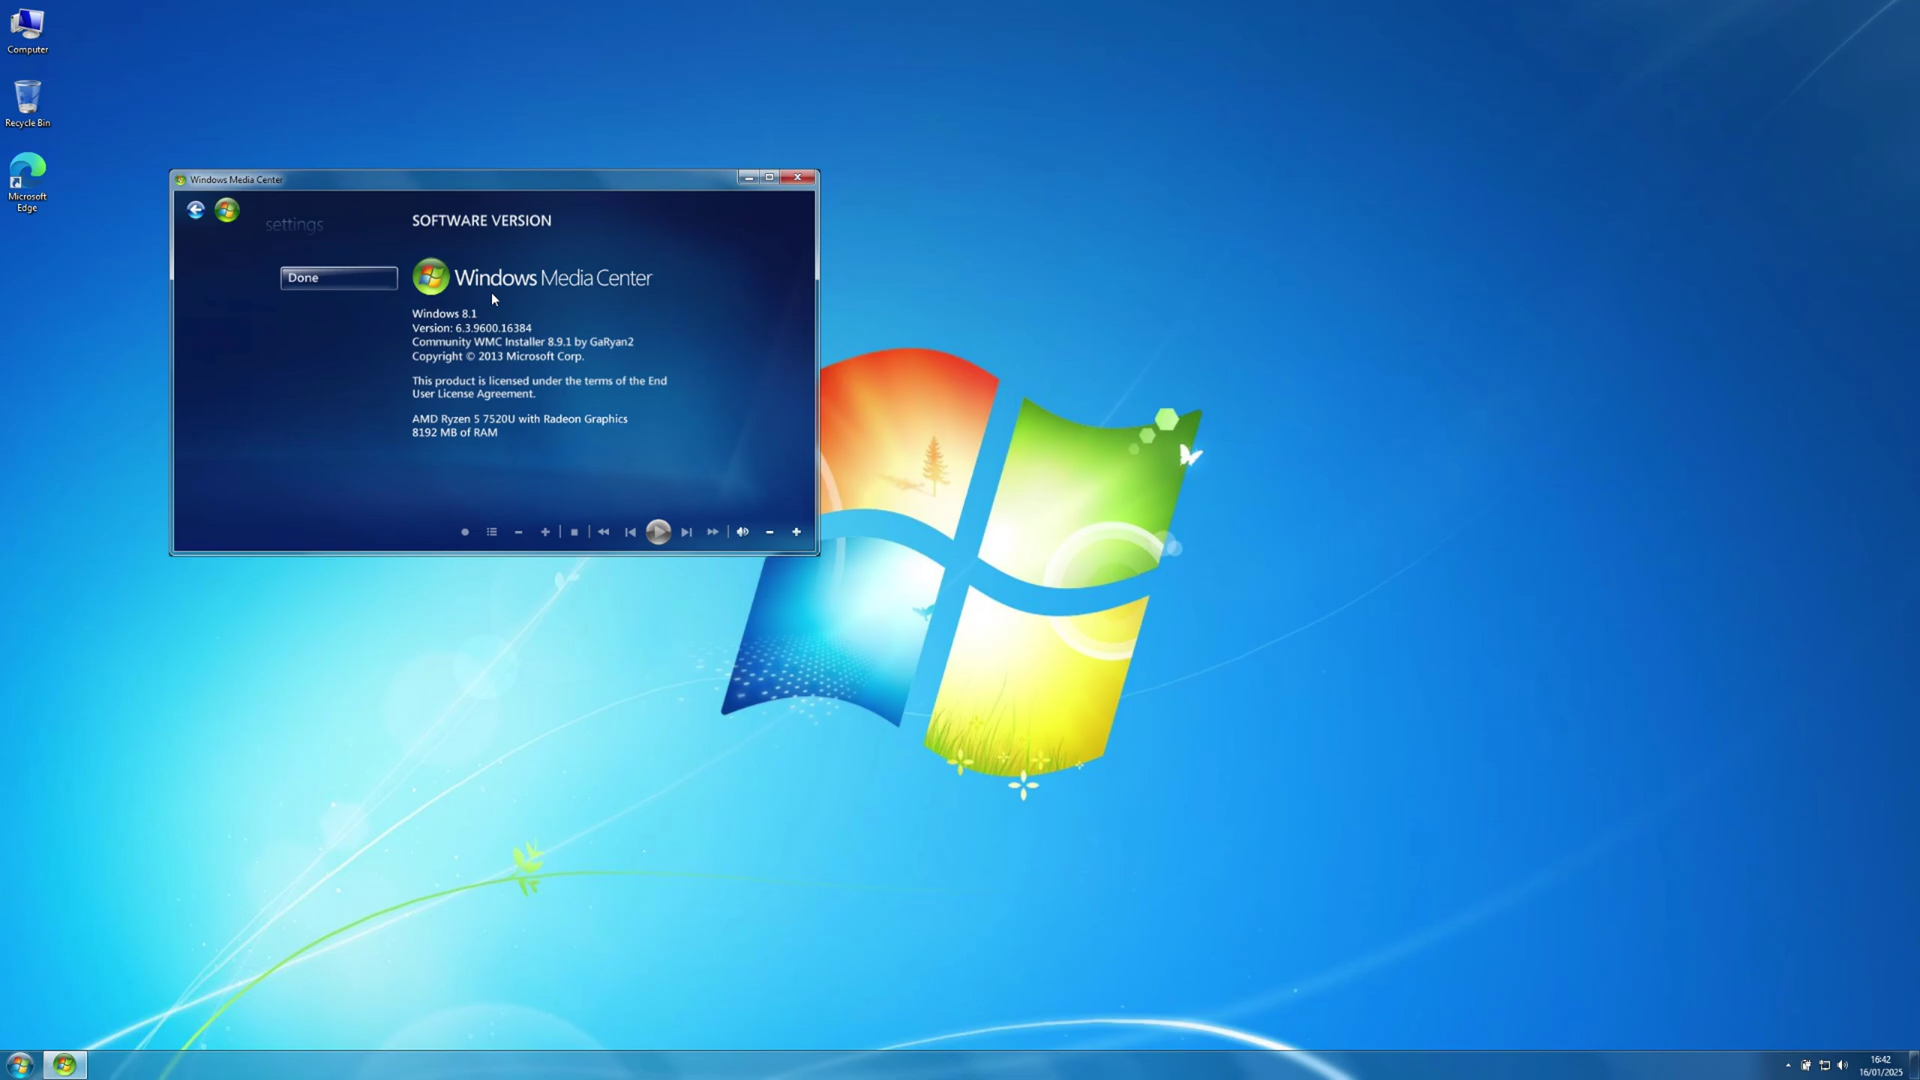 Computer
Recycle Bin
Microsoft
Edge
Windows Media Center
settings
SOFTWARE VERSION
Done
Windows Media Center
Windows 8.1
Version: 6.3.9600.16384
Community WMC Installer 8.9.1 by GaRyan2
Copyright © 2013 Microsoft Corp.
This product is licensed under the terms of the End
User License Agreement.
AMD Ryzen 5 7520U with Radeon Graphics
8192 MB of RAM
16:42
16/01/2025